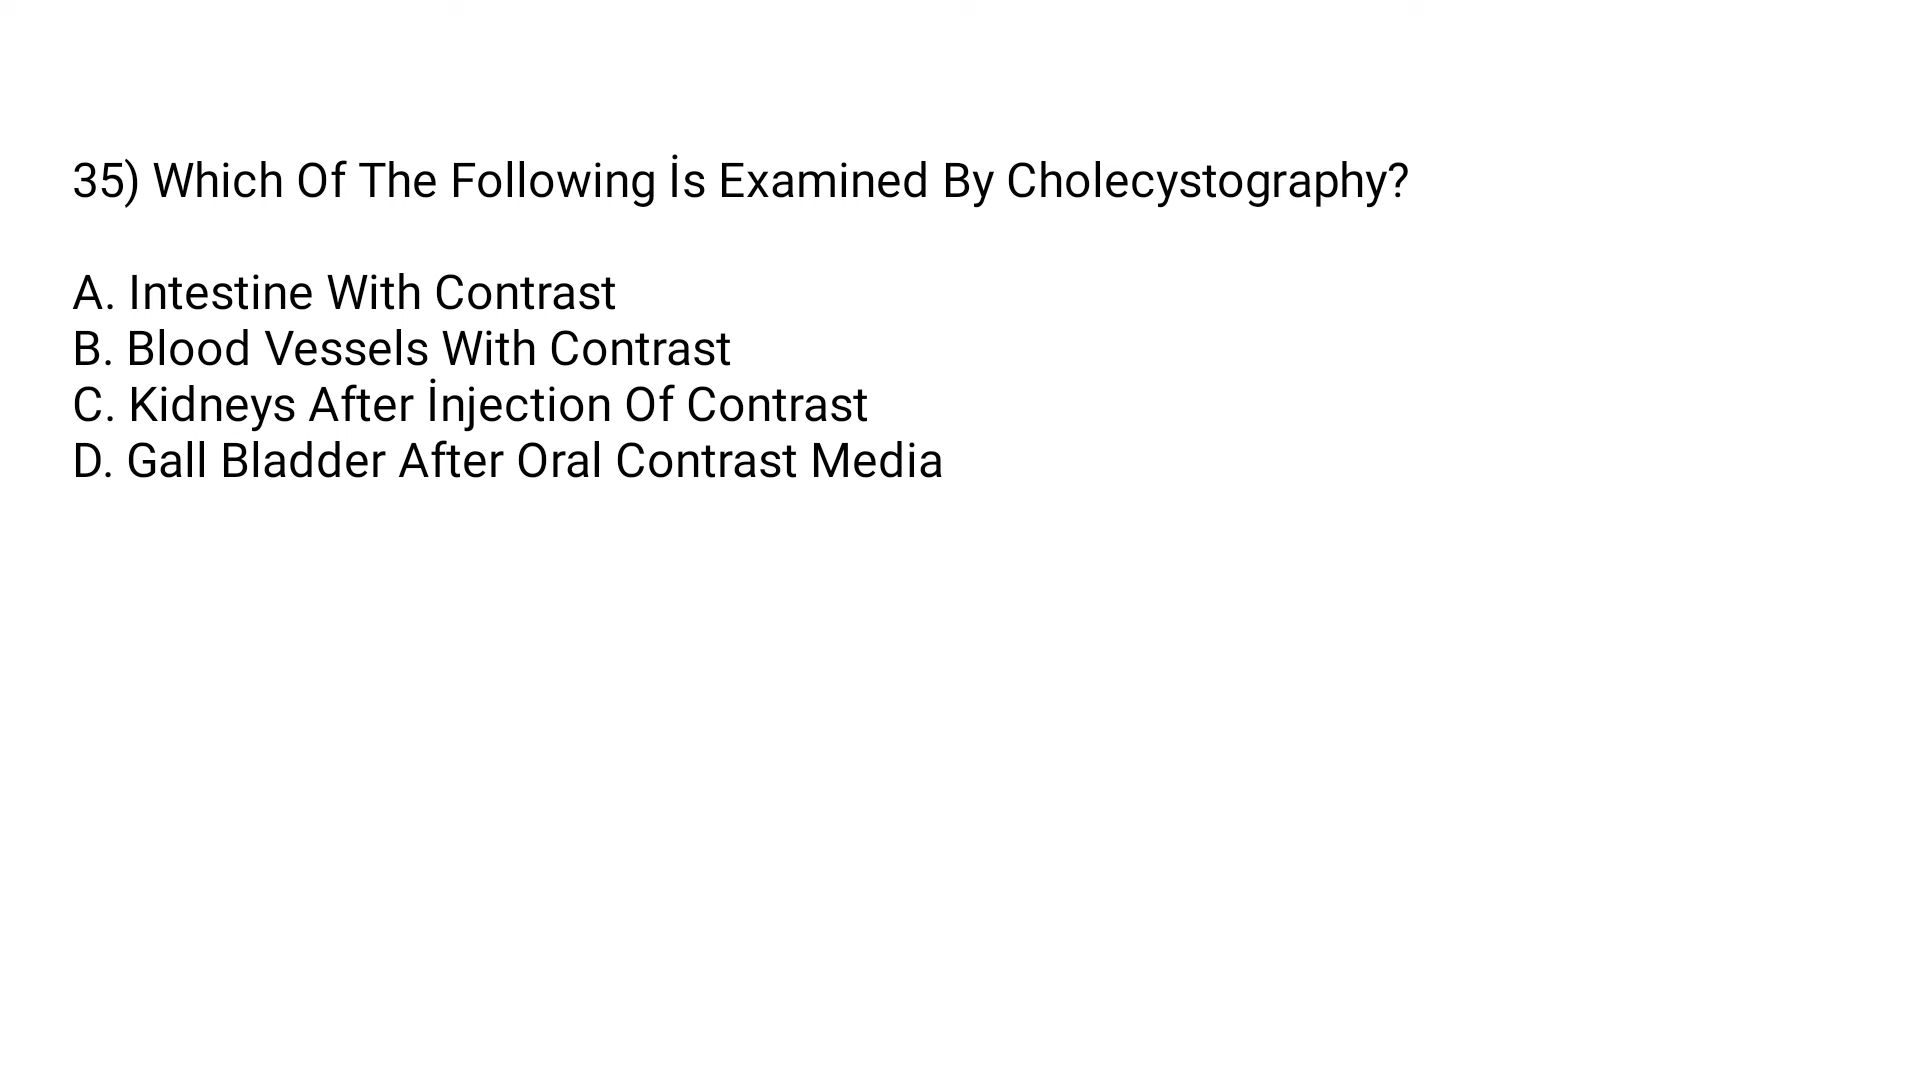 35) Which Of The Following İs Examined By Cholecystography?
A. Intestine With Contrast
B. Blood Vessels With Contrast
C. Kidneys After İnjection Of Contrast
D. Gall Bladder After Oral Contrast Media